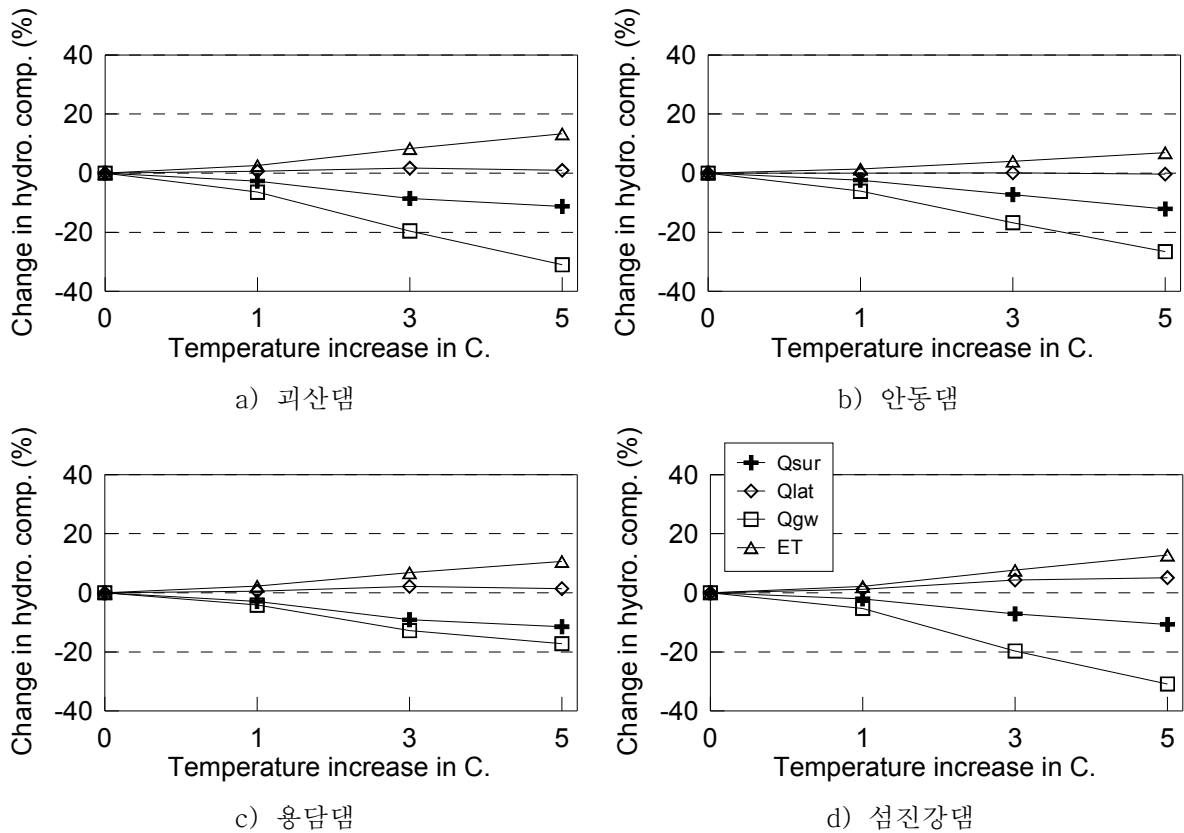 Change in hydro. comp. (%)
40
20
0
-20
-40
0 1 3 5
Temperature increase in C.
a) 괴산댐
Change in hydro. comp. (%)
40
20
0
-20
-40
0 1 3 5
Temperature increase in C.
b) 안동댐
Change in hydro. comp. (%)
40
20
0
-20
-40
0 1 3 5
Temperature increase in C.
c) 용담댐
Change in hydro. comp. (%)
40
20
0
-20
-40
Qsur
Qlat
Qgw
ET
0 1 3 5
Temperature increase in C.
d) 섬진강댐